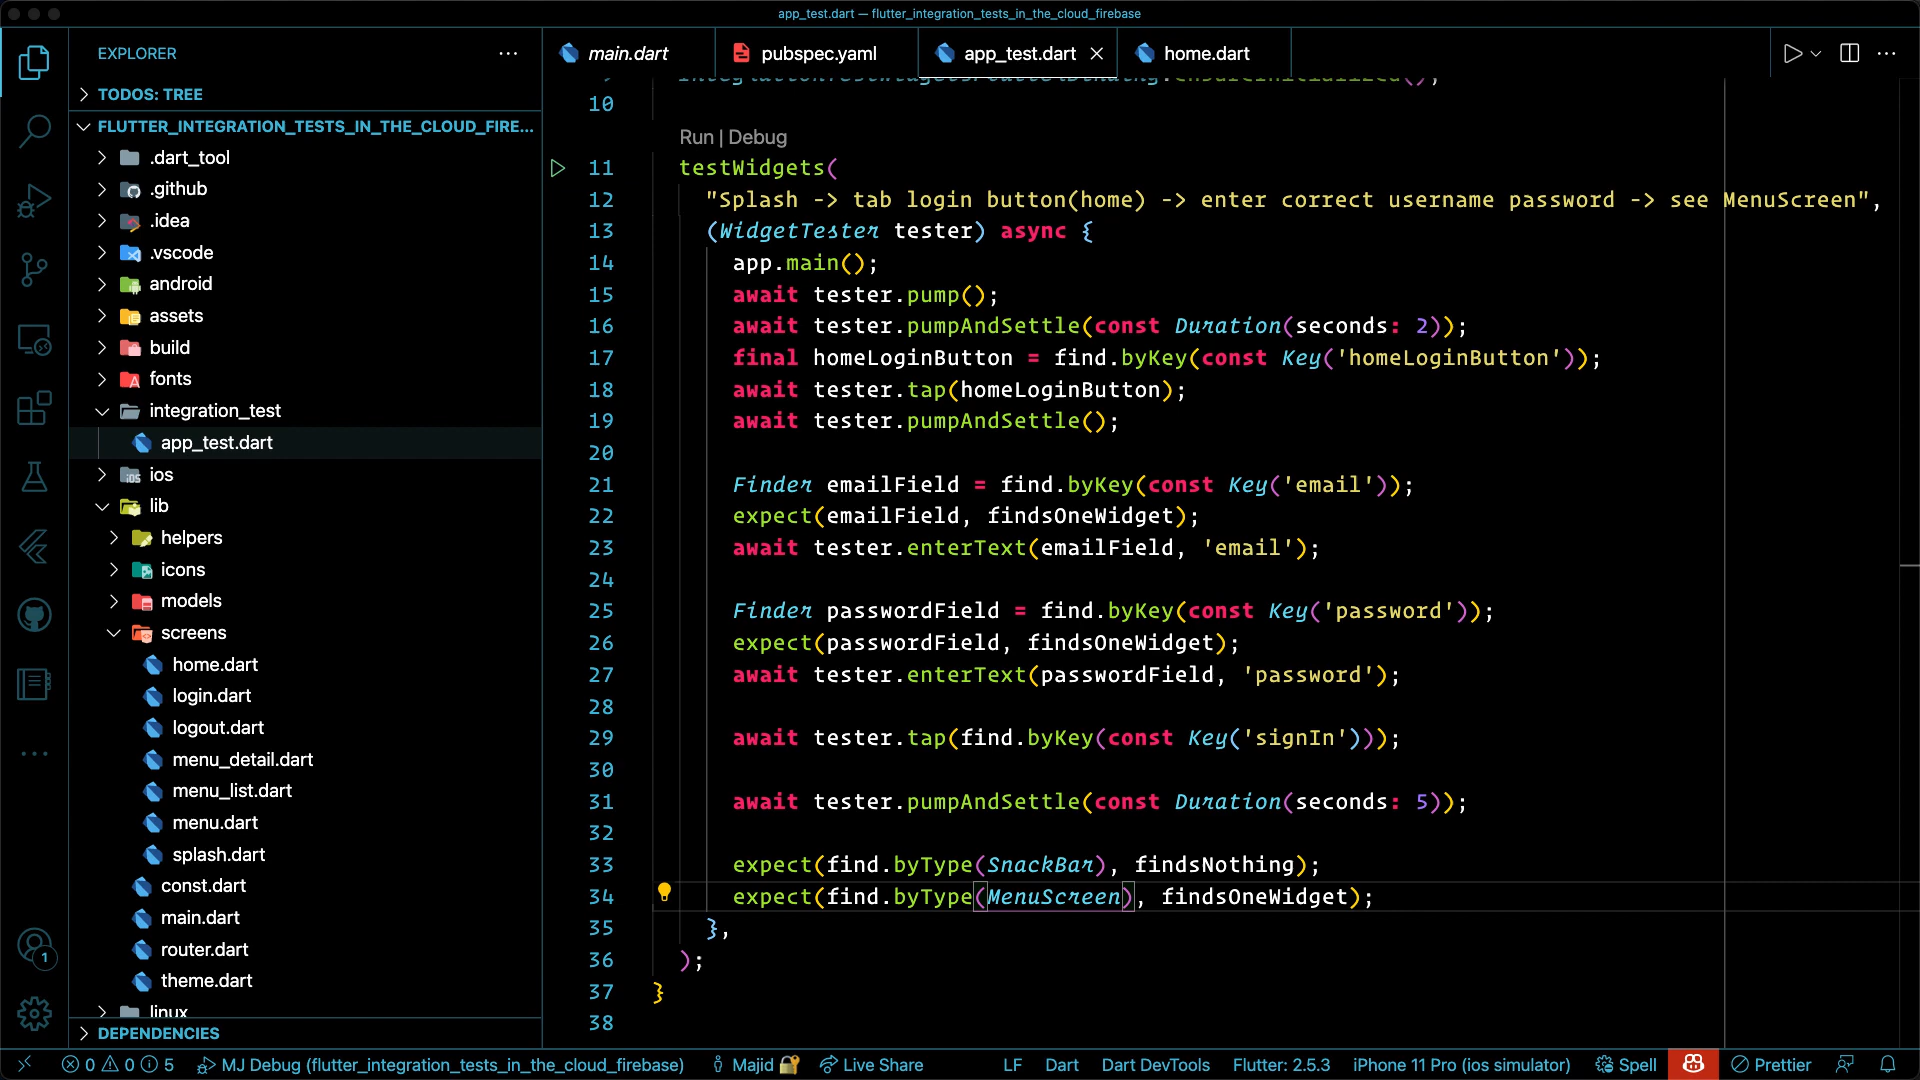 app_test.dart — flutter_integration_tests_in_the_cloud_firebase
EXPLORER
main.dart
pubspec.yaml
app_test.dart
home.dart
TODOS: TREE
FLUTTER_INTEGRATION_TESTS_IN_THE_CLOUD_FIRE...
.dart_tool
.github
.idea
.vscode
android
assets
build
fonts
integration_test
app_test.dart
ios
lib
helpers
icons
models
screens
home.dart
login.dart
logout.dart
menu_detail.dart
menu_list.dart
menu.dart
splash.dart
const.dart
main.dart
router.dart
theme.dart
linux
DEPENDENCIES
10
Run | Debug
11 testWidgets(
12 "Splash -> tab login button(home) -> enter correct username password -> see MenuScreen",
13 (WidgetTester tester) async {
14 app.main();
15 await tester.pump();
16 await tester.pumpAndSettle(const Duration(seconds: 2));
17 final homeLoginButton = find.byKey(const Key('homeLoginButton'));
18 await tester.tap(homeLoginButton);
19 await tester.pumpAndSettle();
20
21 Finder emailField = find.byKey(const Key('email'));
22 expect(emailField, findsOneWidget);
23 await tester.enterText(emailField, 'email');
24
25 Finder passwordField = find.byKey(const Key('password'));
26 expect(passwordField, findsOneWidget);
27 await tester.enterText(passwordField, 'password');
28
29 await tester.tap(find.byKey(const Key('signIn')));
30
31 await tester.pumpAndSettle(const Duration(seconds: 5));
32
33 expect(find.byType(SnackBar), findsNothing);
34 expect(find.byType(MenuScreen), findsOneWidget);
35 },
36 );
37 }
38
1
0 0 5 MJ Debug (flutter_integration_tests_in_the_cloud_firebase) Majid Live Share LF Dart Dart DevTools Flutter: 2.5.3 iPhone 11 Pro (ios simulator) Spell Prettier